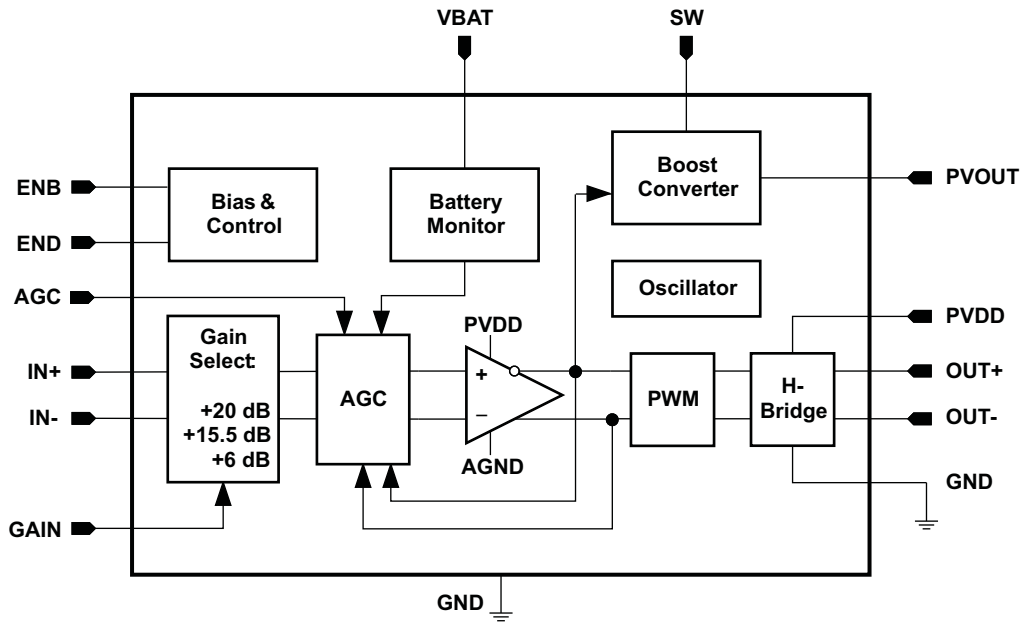 VBAT
SW
ENB
END
AGC
IN+
IN-
GAIN
Bias &
Control
Battery
Monitor
Boost
Converter
PVOUT
Oscillator
Gain
Select:
+20 dB
+15.5 dB
+6 dB
AGC
PVDD
+
–
AGND
PWM
H-
Bridge
PVDD
OUT+
OUT-
GND
GND